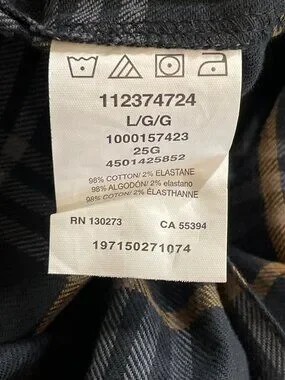 112374724
L/G/G
1000157423
25G
4501425852
98% COTTON/ 2% ELASTANE
98% ALGODÓN/ 2% elastano
98% COTON/ 2% ÉLASTHANNE
RN 130273 CA 55394
197150271074